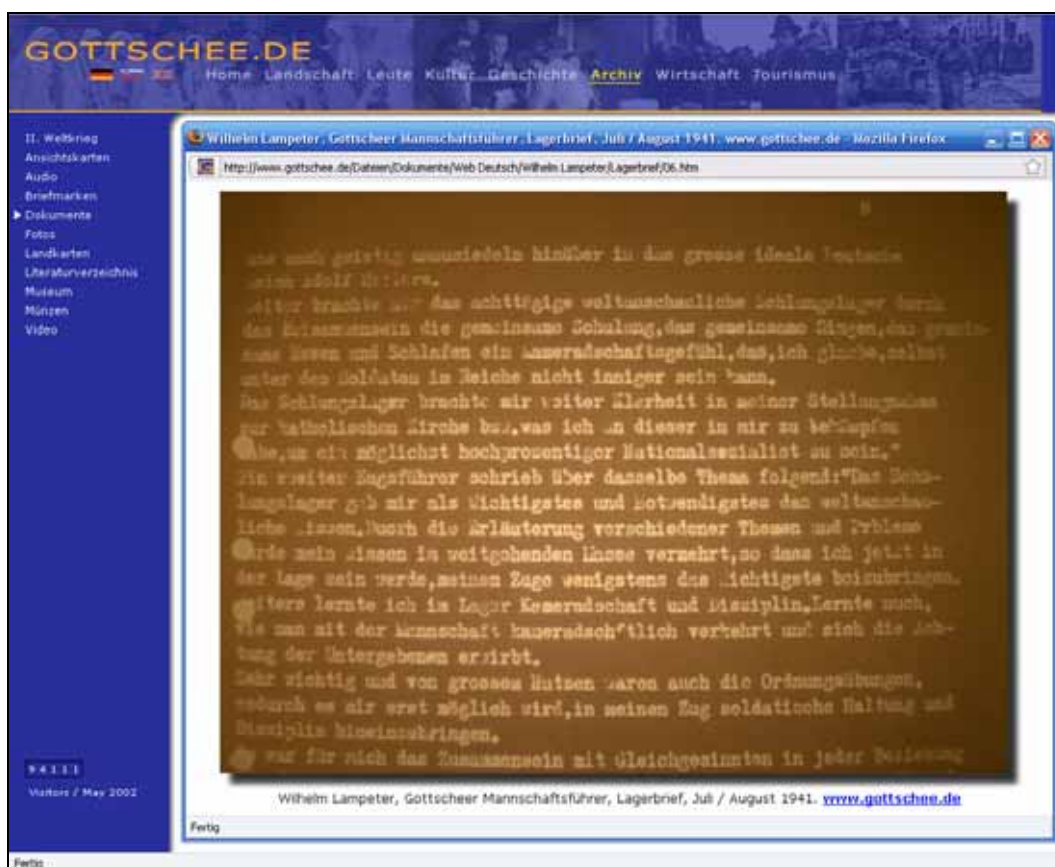 GOTTSCHEE.DE
Home Landschaft Leute Kultur Geschichte Archiv Wirtschaft Tourismus
II. Weltkrieg
Ansichtskarten
Audio
Briefmarken
Dokumente
Fotos
Landkarten
Literaturverzeichnis
Museum
Münzen
Video
94111
Visitors / May 2002
Wilhelm Lampeter, Gottscheer Mannschaftsführer, Lagerbrief, Juli / August 1941. www.gottschee.de - Mozilla Firefox
http://www.gottschee.de/Dateien/Dokumente/Web Deutsch/Wilhelm Lampeter/Lagerbrief/06.htm
uns auch geistig umzusiedeln hinüber in das grosse ideale Deutsche
Adolf Hitlers.
weiter brachte das achttägige weltanschauliche Schlungslager durch
das Beisammensein die gemeinsame Schulung,das gemeinsame Singen,das gemein-
same Essen und Schlafen ein Kameradschaftsgefühl,das,ich glaube,selbst
unter den Soldaten im Reiche nicht inniger sein kann.
Das Schlungslager brachte mir weiter Klarheit in meiner Stellungnahme
zur katholischen Kirche bzw,was ich an dieser in mir zu bekämpfen
habe,um ein möglichst hochprozentiger Nationalsozialist zu sein."
Ein zweiter Zugsführer schrieb über dasselbe Thema folgend:"Das Schu-
lungslager gab mir als Wichtigstes und Notwendigstes das weltanschau-
liche Wissen.Durch die Erläuterung verschiedener Themen und Probleme
wurde mein Wissen in weitgehenden Masse vermehrt,so dass ich jetzt in
der Lage sein werde,meinen Zuge wenigstens das Wichtigste beizubringen.
Weiters lernte ich im Lager Kameradschaft und Disziplin,Lernte auch,
wie man mit der Mannschaft kameradschaftlich verkehrt und sich die Ach-
tung der Untergebenen erwirbt.
Sehr wichtig und von grossem Nutzen waren auch die Ordnungsübungen,
wodurch es mir erst möglich wird,in meinen Zug soldatische Haltung und
Disziplin hineinzubringen.
So war für mich das Zusammensein mit Gleichgesinnten in jeder Beziehung
Wilhelm Lampeter, Gottscheer Mannschaftsführer, Lagerbrief, Juli / August 1941. www.gottschee.de
Fertig
Fertig